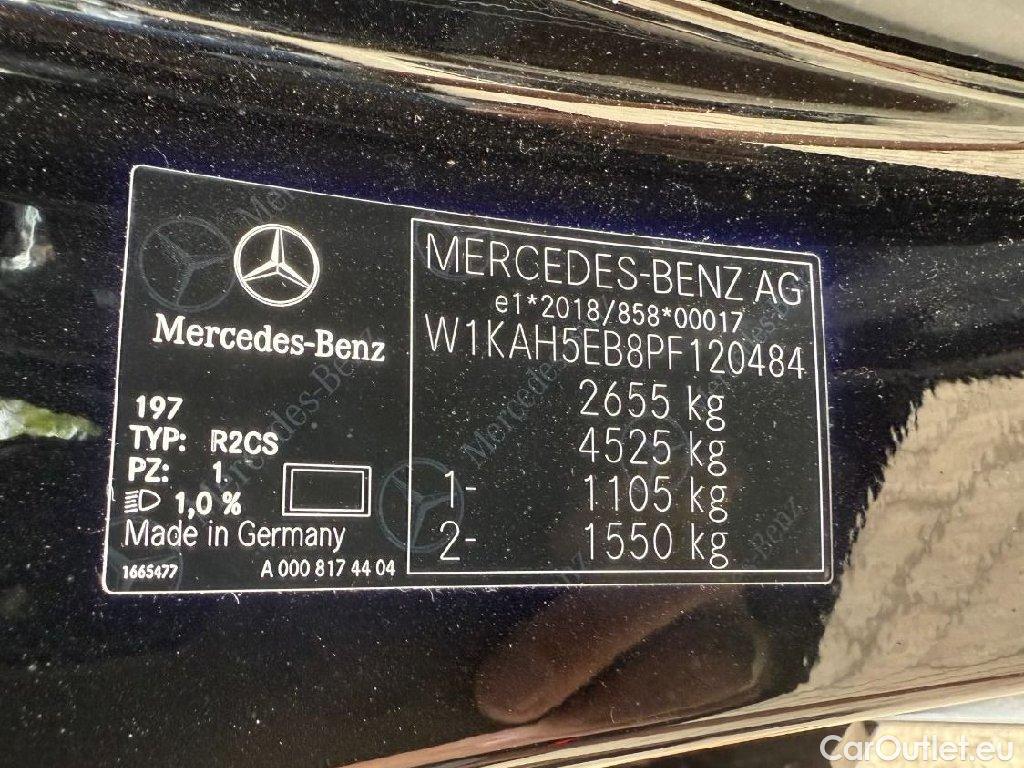 Mercedes-Benz
197
TYP: R2CS
PZ: 1.
1,0 %
Made in Germany
1665477 A 000 817 44 04
MERCEDES-BENZ AG
e1*2018/858*00017
W1KAH5EB8PF120484
2655 kg
4525 kg
1- 1105 kg
2- 1550 kg
CarOutlet.eu